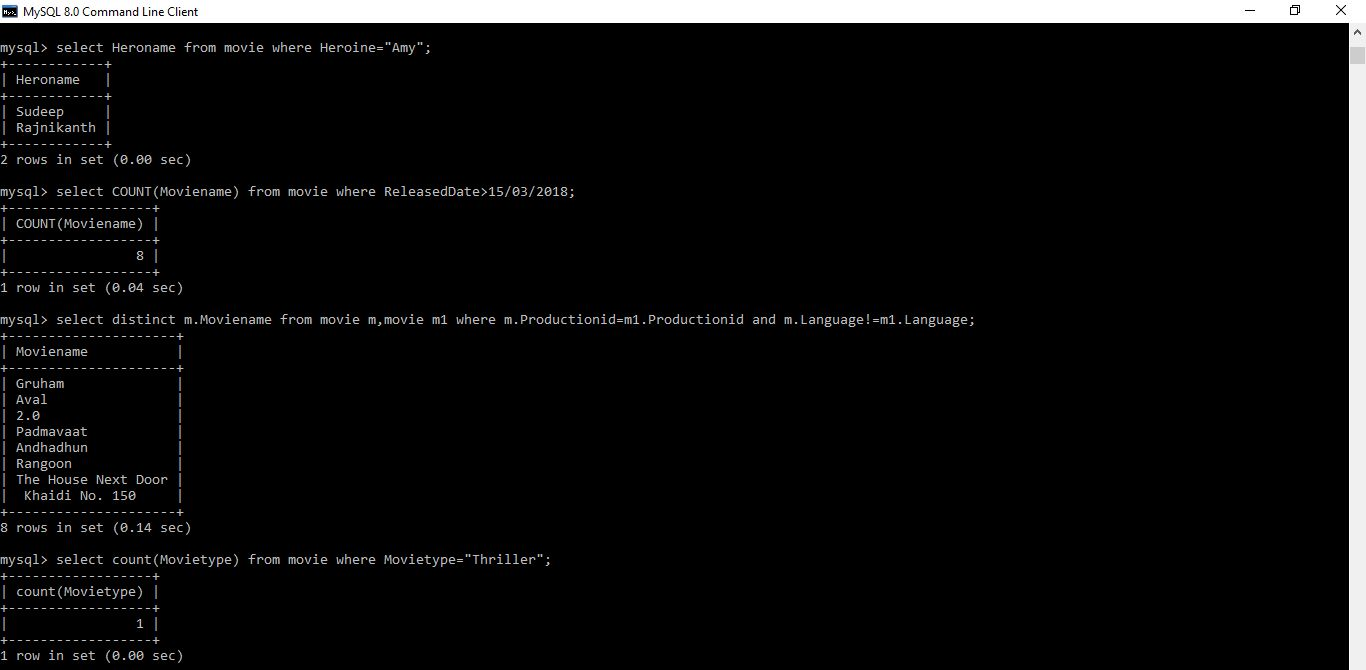 MySQL 8.0 Command Line Client
mysql> select Heroname from movie where Heroine="Amy";
+------------+
| Heroname   |
+------------+
| Sudeep     |
| Rajnikanth |
+------------+
2 rows in set (0.00 sec)
mysql> select COUNT(Moviename) from movie where ReleasedDate>15/03/2018;
+------------------+
| COUNT(Moviename) |
+------------------+
|                8 |
+------------------+
1 row in set (0.04 sec)
mysql> select distinct m.Moviename from movie m,movie m1 where m.Productionid=m1.Productionid and m.Language!=m1.Language;
+---------------------+
| Moviename           |
+---------------------+
| Gruham              |
| Aval                |
| 2.0                 |
| Padmavaat           |
| Andhadhun           |
| Rangoon             |
| The House Next Door |
|  Khaidi No. 150     |
+---------------------+
8 rows in set (0.14 sec)
mysql> select count(Movietype) from movie where Movietype="Thriller";
+------------------+
| count(Movietype) |
+------------------+
|                1 |
+------------------+
1 row in set (0.00 sec)